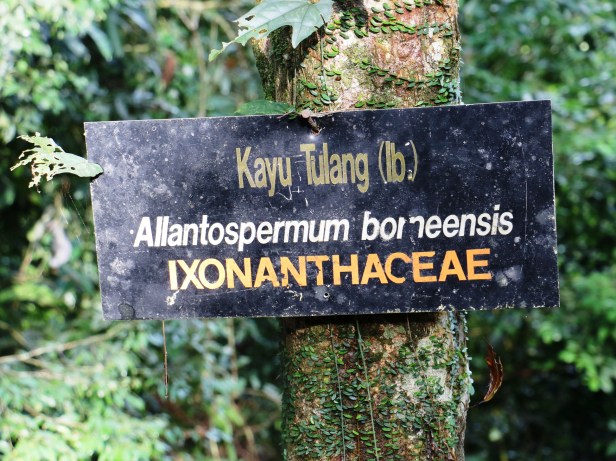 Kayu Tulang (Ib.)
Allantospermum borneensis
IXONANTHACEAE